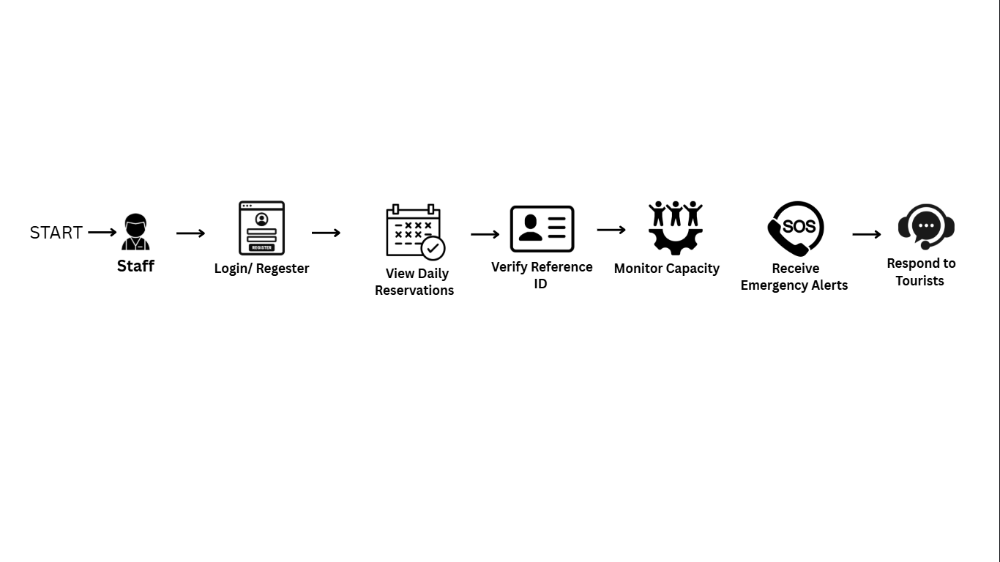 START
Staff
REGISTER
Login/ Regester
View Daily
Reservations
Verify Reference
ID
Monitor Capacity
SOS
Receive
Emergency Alerts
Respond to
Tourists